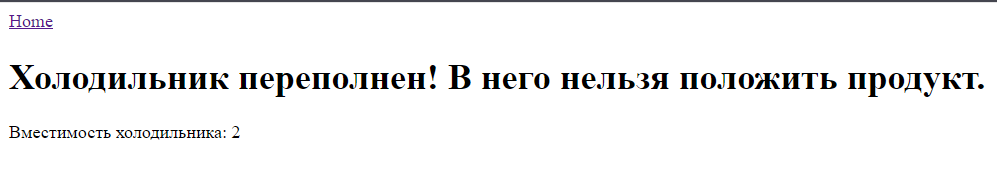 Home
Холодильник переполнен! В него нельзя положить продукт.
Вместимость холодильника: 2